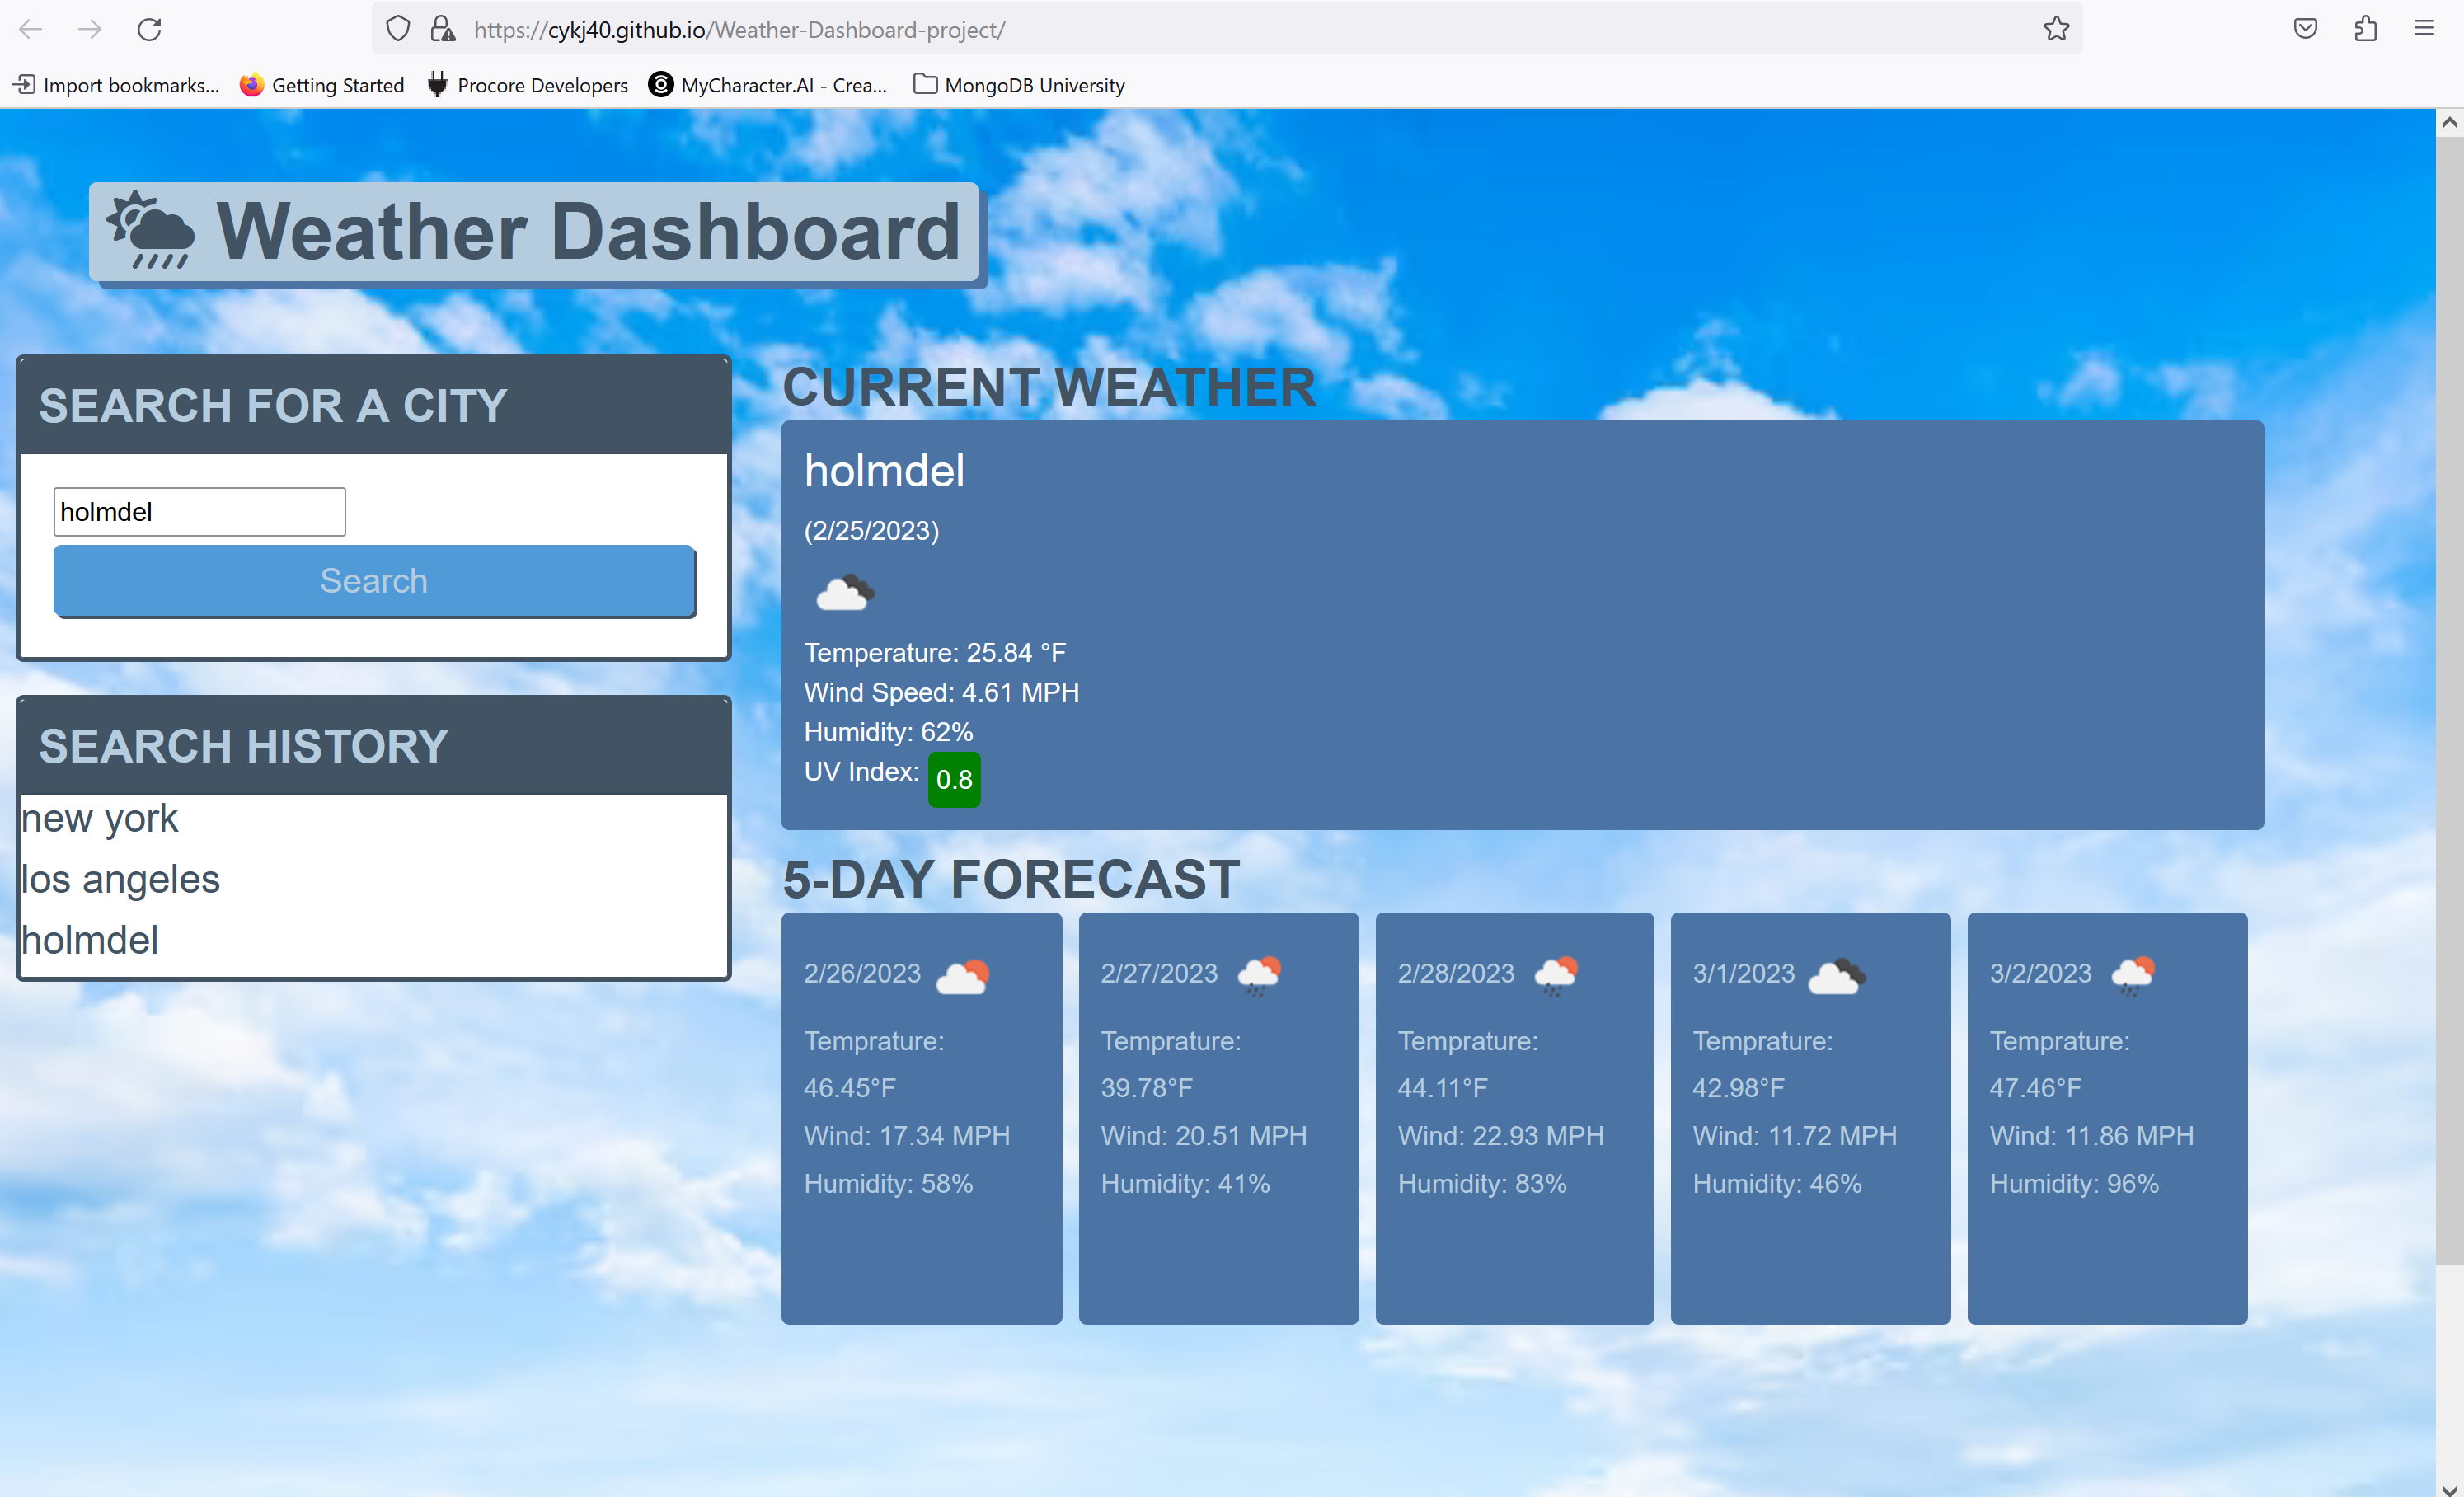 https://cykj40.github.io/Weather-Dashboard-project/
Import bookmarks... Getting Started Procore Developers MyCharacter.AI - Crea... MongoDB University
Weather Dashboard
SEARCH FOR A CITY
holmdel
Search
SEARCH HISTORY
new york
los angeles
holmdel
CURRENT WEATHER
holmdel
(2/25/2023)
Temperature: 25.84 °F
Wind Speed: 4.61 MPH
Humidity: 62%
UV Index: 0.8
5-DAY FORECAST
2/26/2023
Temprature:
46.45°F
Wind: 17.34 MPH
Humidity: 58%
2/27/2023
Temprature:
39.78°F
Wind: 20.51 MPH
Humidity: 41%
2/28/2023
Temprature:
44.11°F
Wind: 22.93 MPH
Humidity: 83%
3/1/2023
Temprature:
42.98°F
Wind: 11.72 MPH
Humidity: 46%
3/2/2023
Temprature:
47.46°F
Wind: 11.86 MPH
Humidity: 96%